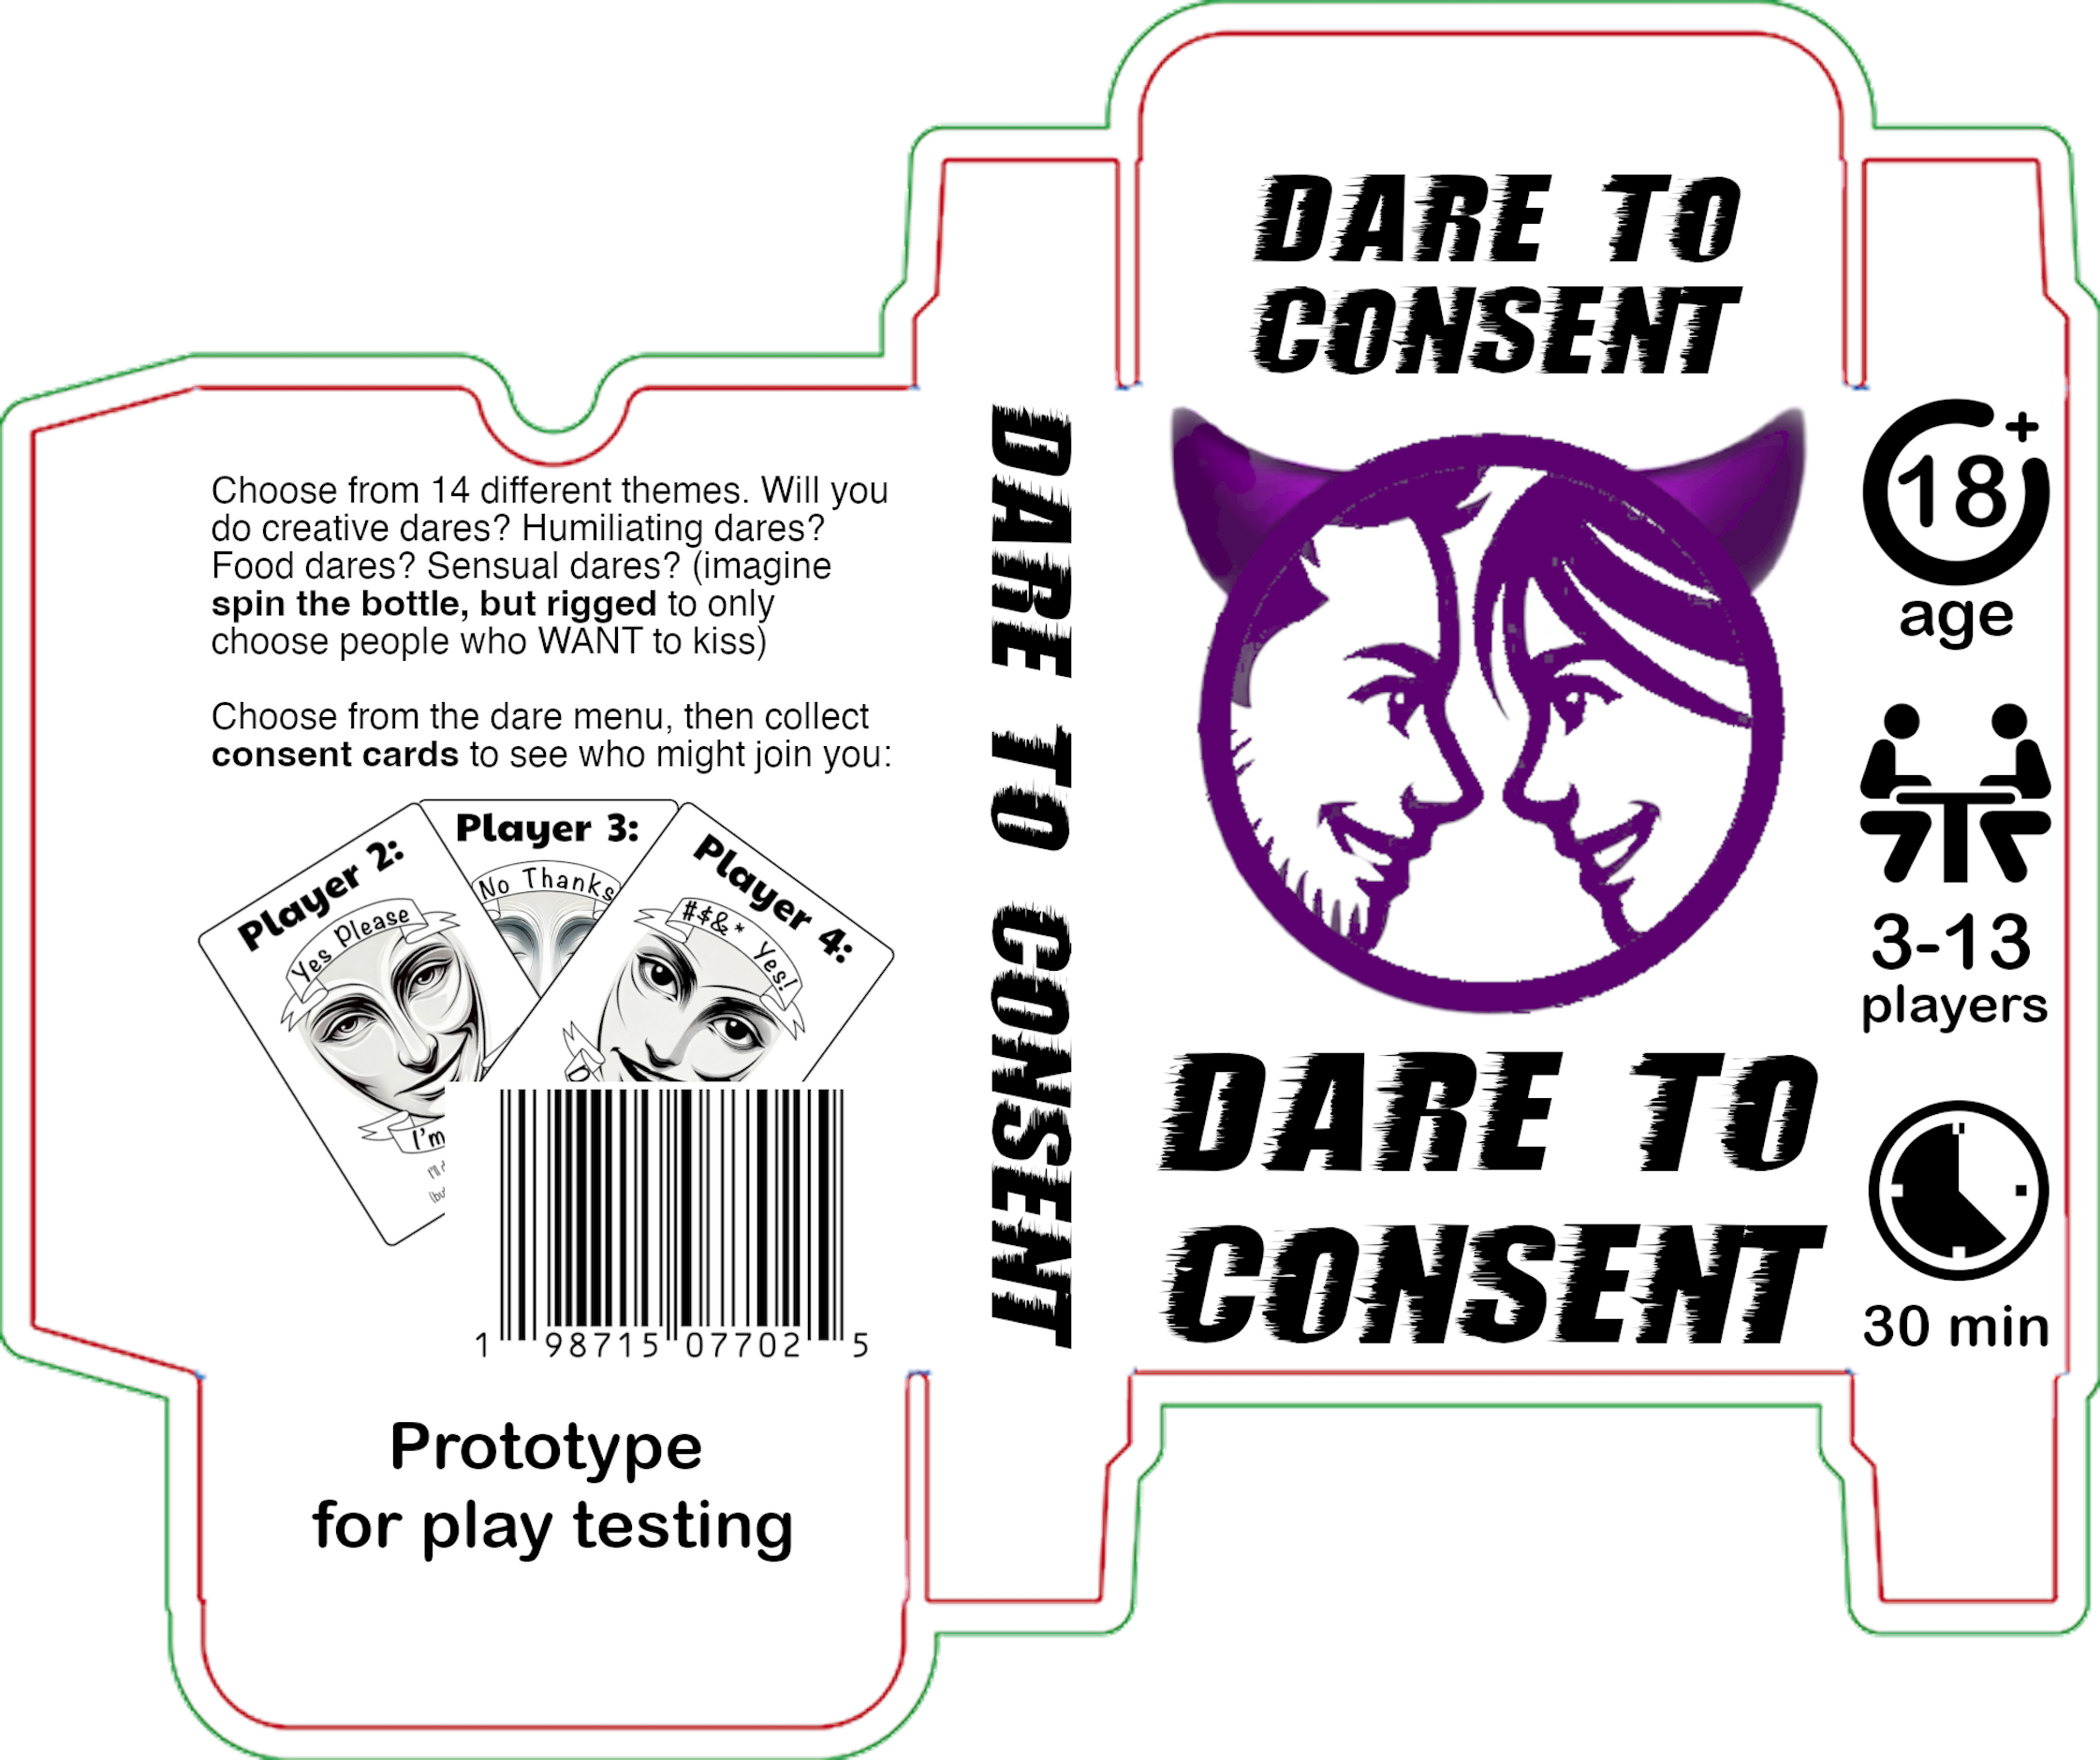 DARE TO
CONSENT
Choose from 14 different themes. Will you
do creative dares? Humiliating dares?
Food dares? Sensual dares? (imagine
spin the bottle, but rigged to only
choose people who WANT to kiss)
Choose from the dare menu, then collect
consent cards to see who might join you:
Player 2:
Yes Please
I'm
Player 3:
No Thanks
Player 4:
#$&* Yes!
1 98715 07702 5
Prototype
for play testing
DARE TO CONSENT
DARE TO
CONSENT
18+
age
3-13
players
30 min